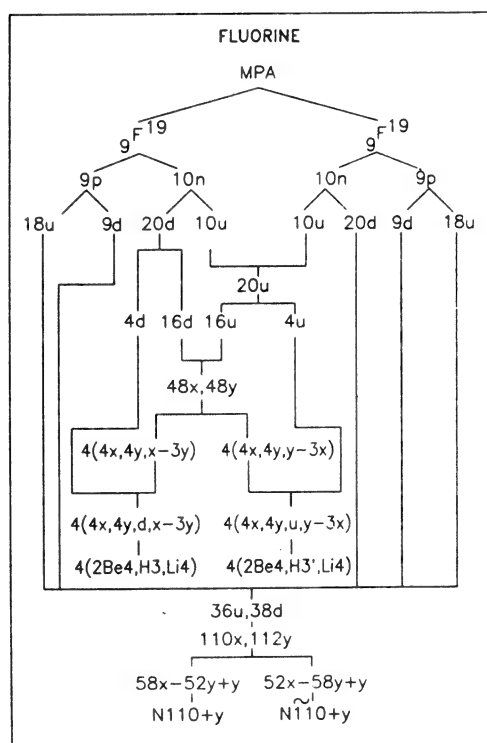 FLUORINE
MPA
9F19 9F19
9p 10n 10n 9p
18u 9d 20d 10u 10u 20d 9d 18u
20u
4d 16d 16u 4u
48x,48y
4(4x,4y,x-3y) 4(4x,4y,y-3x)
4(4x,4y,d,x-3y) 4(4x,4y,u,y-3x)
4(2Be4,H3,Li4) 4(2Be4,H3',Li4)
36u,38d
110x,112y
58x-52y+y 52x-58y+y
N110+y Ñ110+y